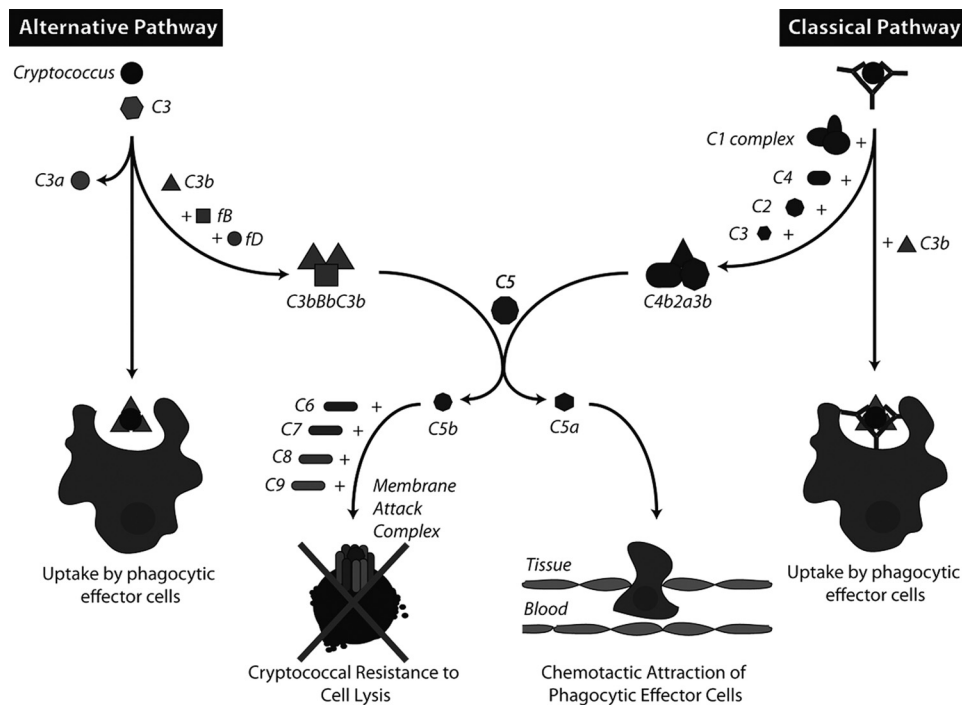 Alternative Pathway
Classical Pathway
Cryptococcus
C3
C3a
C3b
+ fB
+ fD
C3bBbC3b
C1 complex +
C4 +
C2 +
C3 +
+ C3b
C4b2a3b
C5
C5b
C5a
C6 +
C7 +
C8 +
C9 +
Membrane
Attack
Complex
Uptake by phagocytic
effector cells
Cryptococcal Resistance to
Cell Lysis
Tissue
Blood
Chemotactic Attraction of
Phagocytic Effector Cells
Uptake by phagocytic
effector cells